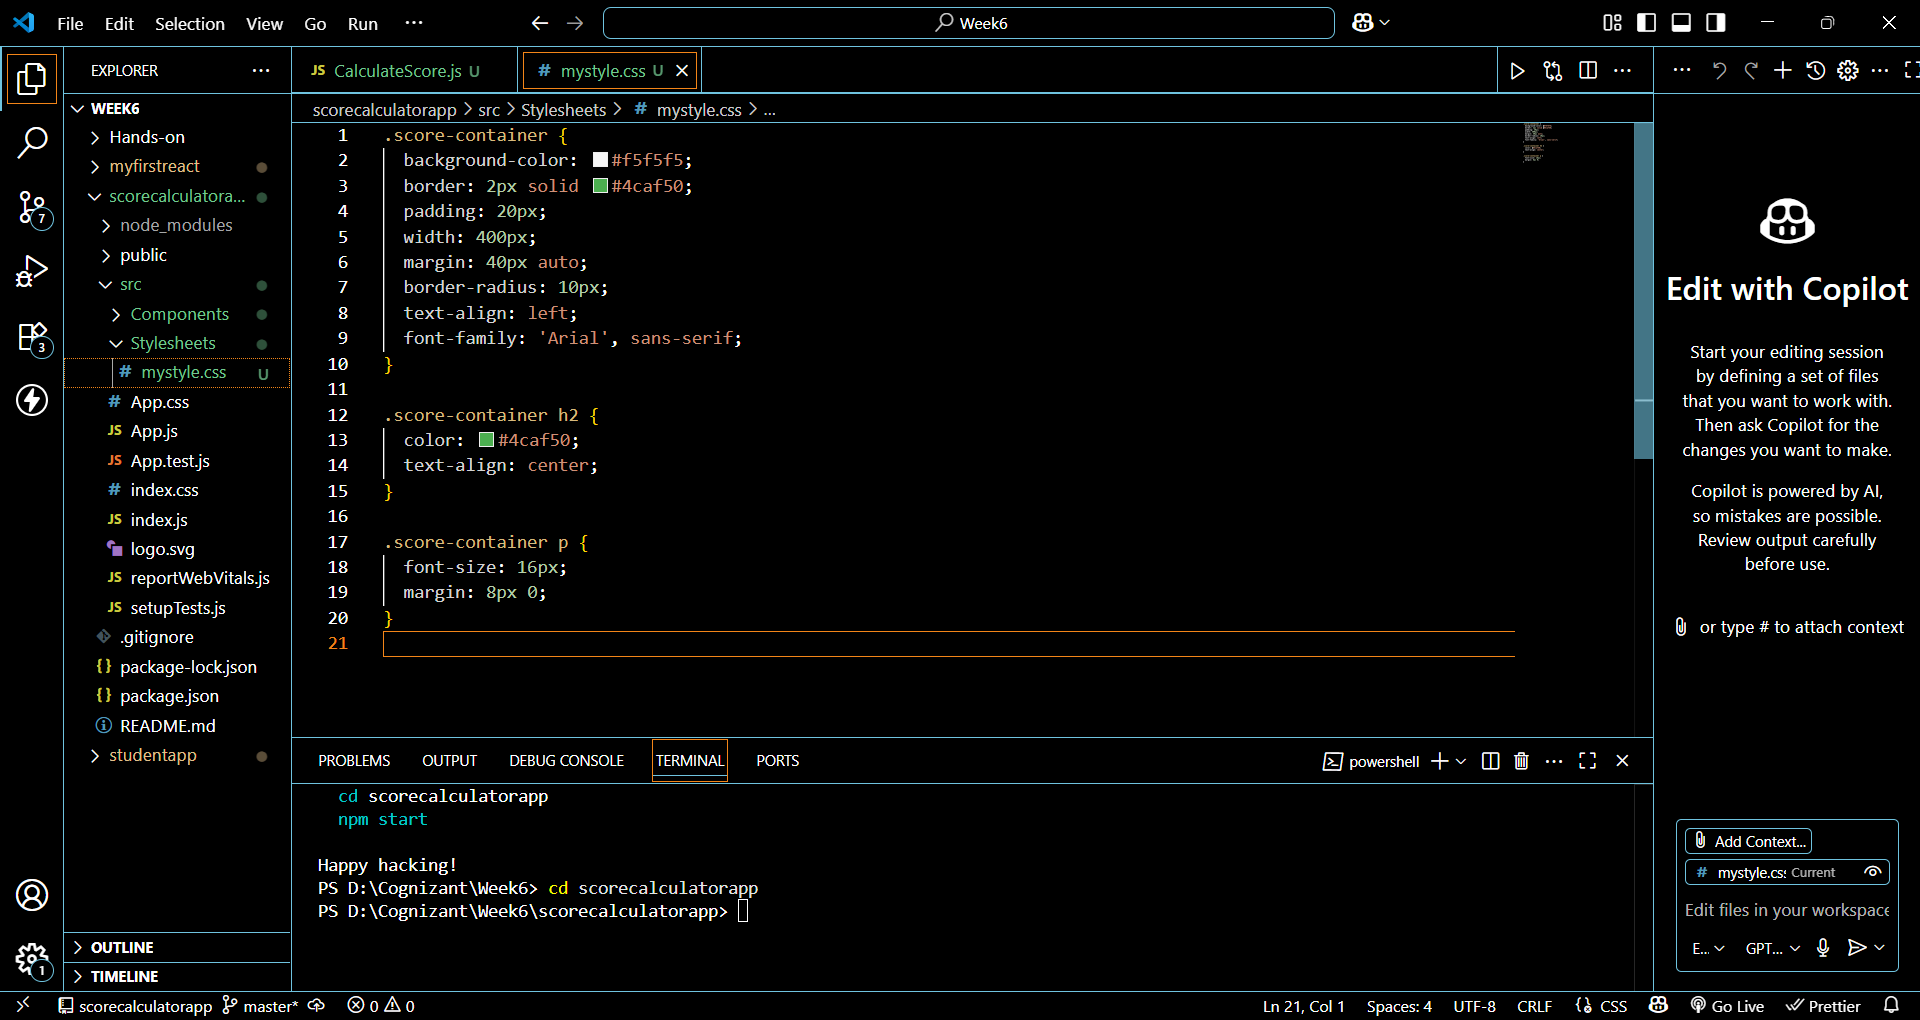 File Edit Selection View Go Run ···
Week6
EXPLORER
WEEK6
Hands-on
myfirstreact
scorecalculatora...
node_modules
public
src
Components
Stylesheets
# mystyle.css U
# App.css
JS App.js
JS App.test.js
# index.css
JS index.js
logo.svg
JS reportWebVitals.js
JS setupTests.js
.gitignore
{} package-lock.json
{} package.json
README.md
studentapp
OUTLINE
TIMELINE
7
3
1
JS CalculateScore.js U
# mystyle.css U
scorecalculatorapp > src > Stylesheets > # mystyle.css > ...
1 .score-container {
2 background-color: #f5f5f5;
3 border: 2px solid #4caf50;
4 padding: 20px;
5 width: 400px;
6 margin: 40px auto;
7 border-radius: 10px;
8 text-align: left;
9 font-family: 'Arial', sans-serif;
10 }
11
12 .score-container h2 {
13 color: #4caf50;
14 text-align: center;
15 }
16
17 .score-container p {
18 font-size: 16px;
19 margin: 8px 0;
20 }
21
PROBLEMS OUTPUT DEBUG CONSOLE TERMINAL PORTS
powershell
cd scorecalculatorapp
npm start
Happy hacking!
PS D:\Cognizant\Week6> cd scorecalculatorapp
PS D:\Cognizant\Week6\scorecalculatorapp>
Edit with Copilot
Start your editing session
by defining a set of files
that you want to work with.
Then ask Copilot for the
changes you want to make.
Copilot is powered by AI,
so mistakes are possible.
Review output carefully
before use.
or type # to attach context
Add Context...
# mystyle.css Current
Edit files in your workspace
E... GPT...
scorecalculatorapp master* 0 0
Ln 21, Col 1 Spaces: 4 UTF-8 CRLF {} CSS Go Live Prettier